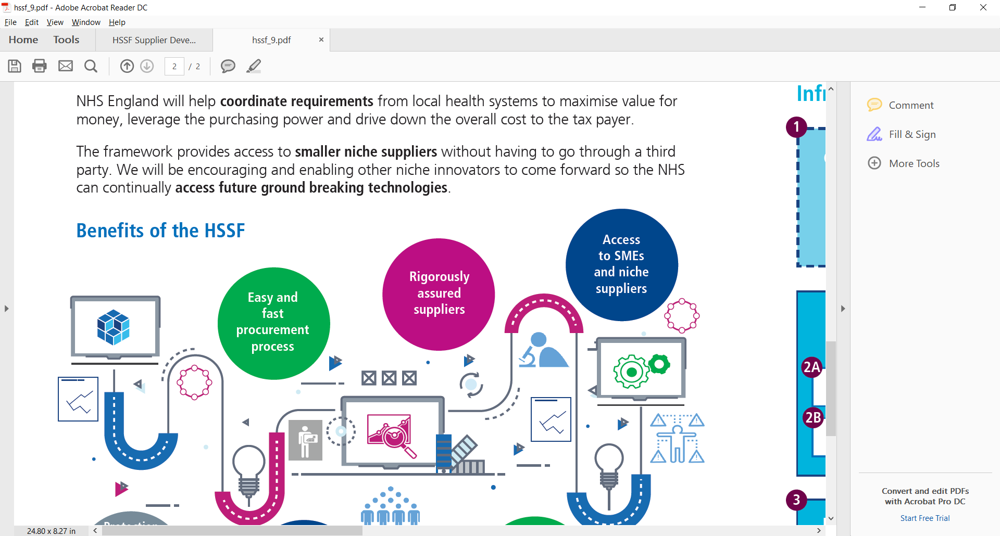 hssf_9.pdf - Adobe Acrobat Reader DC
File Edit View Window Help
Home Tools HSSF Supplier Deve... hssf_9.pdf
2 / 2
NHS England will help coordinate requirements from local health systems to maximise value for
money, leverage the purchasing power and drive down the overall cost to the tax payer.
The framework provides access to smaller niche suppliers without having to go through a third
party. We will be encouraging and enabling other niche innovators to come forward so the NHS
can continually access future ground breaking technologies.
Benefits of the HSSF
Easy and
fast
procurement
process
Rigorously
assured
suppliers
Access
to SMEs
and niche
suppliers
1
2A
2B
3
Comment
Fill & Sign
More Tools
Convert and edit PDFs
with Acrobat Pro DC
Start Free Trial
24.80 x 8.27 in